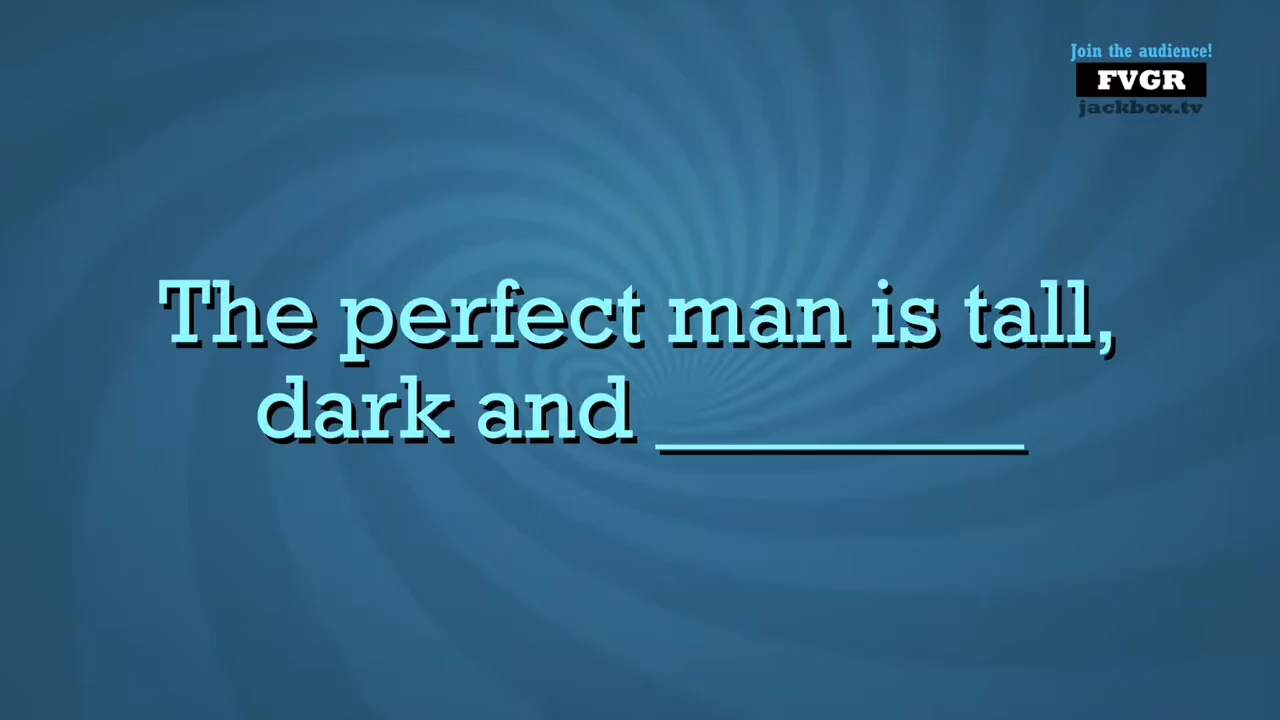 Join the audience!
FVGR
jackbox.tv
The perfect man is tall,
dark and ________